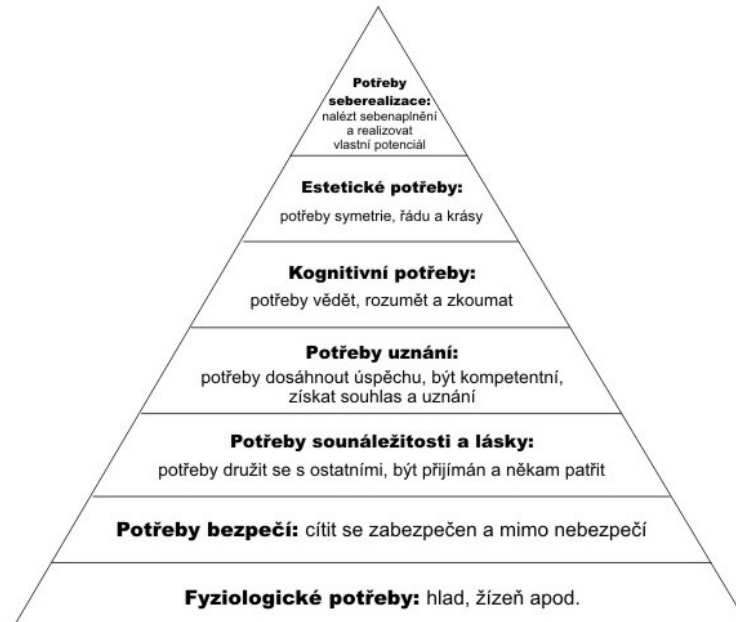 Potřeby
seberealizace:
nalézt sebenaplnění
a realizovat
vlastní potenciál
Estetické potřeby:
potřeby symetrie, řádu a krásy
Kognitivní potřeby:
potřeby vědět, rozumět a zkoumat
Potřeby uznání:
potřeby dosáhnout úspěchu, být kompetentní,
získat souhlas a uznání
Potřeby sounáležitosti a lásky:
potřeby družit se s ostatními, být přijímán a někam patřit
Potřeby bezpečí: cítit se zabezpečen a mimo nebezpečí
Fyziologické potřeby: hlad, žízeň apod.